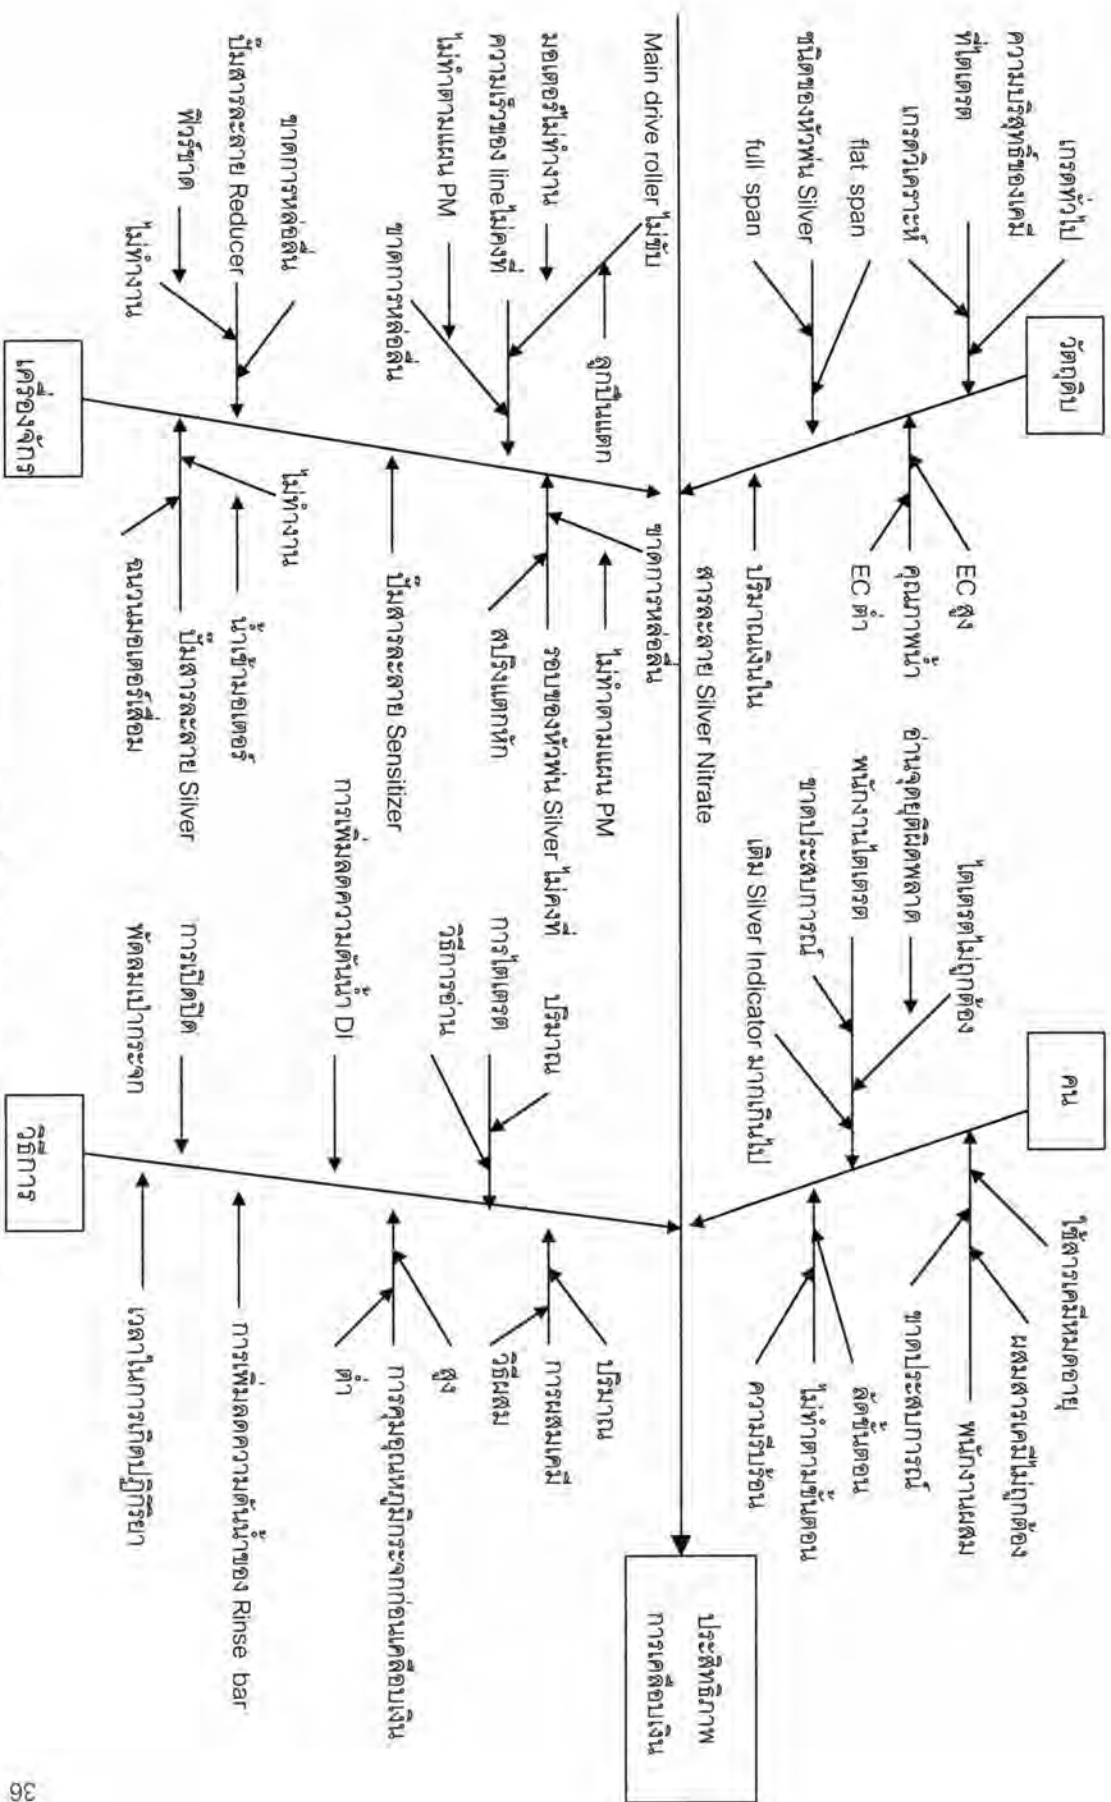 วัตถุดิบ
เกรดทั่วไป
ความบริสุทธิ์ของเคมี
ที่ไตเตรต
เกรดวิเคราะห์
flat span
ชนิดของหัวพ่น Silver
full span
EC สูง
คุณภาพน้ำ
EC ต่ำ
ปริมาณเงินใน
สารละลาย Silver Nitrate
คน
ไตเตรตไม่ถูกต้อง
อ่านจุดยุติผิดพลาด
พนักงานไตเตรต
ขาดประสบการณ์
เติม Silver Indicator มากเกินไป
ใช้สารเคมีหมดอายุ
ผสมสารเคมีไม่ถูกต้อง
พนักงานผสม
ขาดประสบการณ์
ลัดขั้นตอน
ไม่ทำตามขั้นตอน
ความรีบร้อน
ประสิทธิภาพ
การเคลือบเงิน
Main drive roller ไม่ขับ
ลูกปืนแตก
มอเตอร์ไม่ทำงาน
ความเร็วของ line ไม่คงที่
ไม่ทำตามแผน PM
ขาดการหล่อลื่น
ขาดการหล่อลื่น
ปั๊มสารละลาย Reducer
ฟิวร์ขาด
ไม่ทำงาน
เครื่องจักร
ขาดการหล่อลื่น
ไม่ทำตามแผน PM
รอบของหัวพ่น Silver ไม่คงที่
สปริงแตกหัก
ปั๊มสารละลาย Sensitizer
ไม่ทำงาน
น้ำเข้ามอเตอร์
ปั๊มสารละลาย Silver
ฉนวนมอเตอร์เสื่อม
ปริมาณ
การไตเตรต
วิธีการอ่าน
การเพิ่มลดความดันน้ำ DI
การเปิดปิด
พัดลมเป่ากระจก
วิธีการ
ปริมาณ
การผสมเคมี
วิธีผสม
สูง
การคุมอุณหภูมิกระจกก่อนเคลือบเงิน
ต่ำ
การเพิ่มลดความดันน้ำของ Rinse bar
เวลาในการเกิดปฏิกิริยา
36